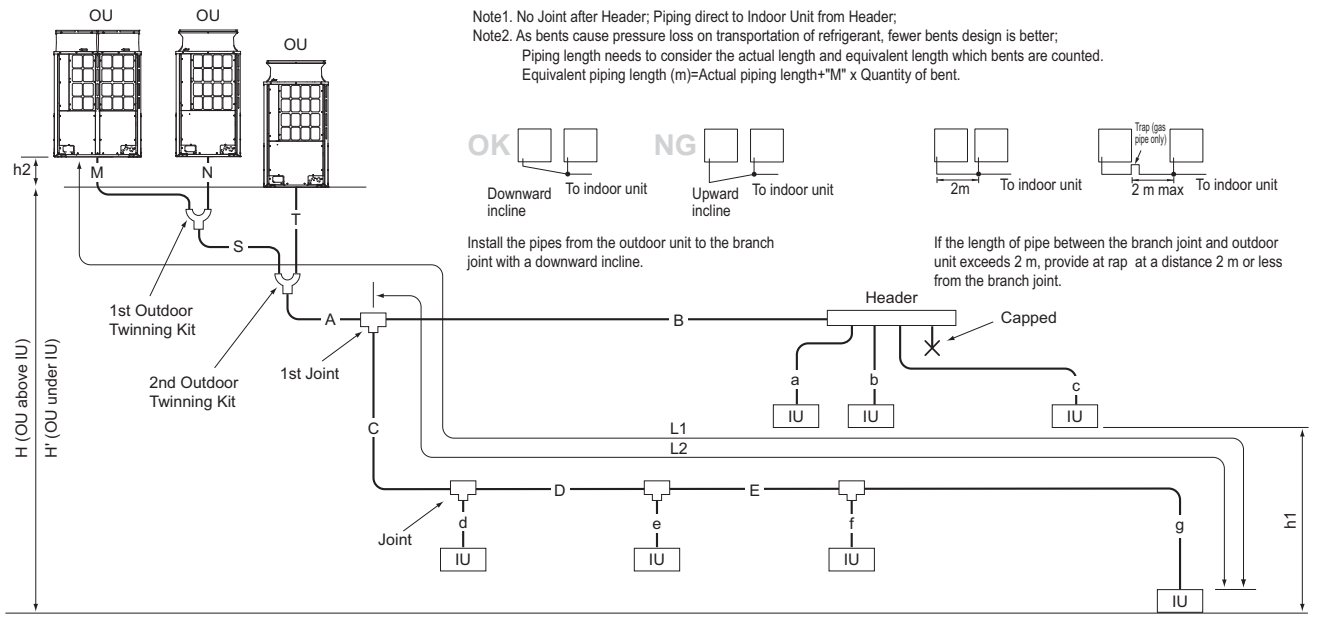 OU
OU
OU
Note1. No Joint after Header; Piping direct to Indoor Unit from Header;
Note2. As bents cause pressure loss on transportation of refrigerant, fewer bents design is better;
Piping length needs to consider the actual length and equivalent length which bents are counted.
Equivalent piping length (m)=Actual piping length+"M" x Quantity of bent.
OK
Downward
incline
To indoor unit
NG
Upward
incline
To indoor unit
2m
To indoor unit
Trap (gas
pipe only)
2 m max
To indoor unit
Install the pipes from the outdoor unit to the branch
joint with a downward incline.
If the length of pipe between the branch joint and outdoor
unit exceeds 2 m, provide at rap at a distance 2 m or less
from the branch joint.
h2
M
N
T
S
1st Outdoor
Twinning Kit
2nd Outdoor
Twinning Kit
A
1st Joint
B
Header
Capped
a
b
c
IU
IU
IU
H (OU above IU)
H' (OU under IU)
C
L1
L2
D
E
Joint
d
e
f
g
IU
IU
IU
IU
h1